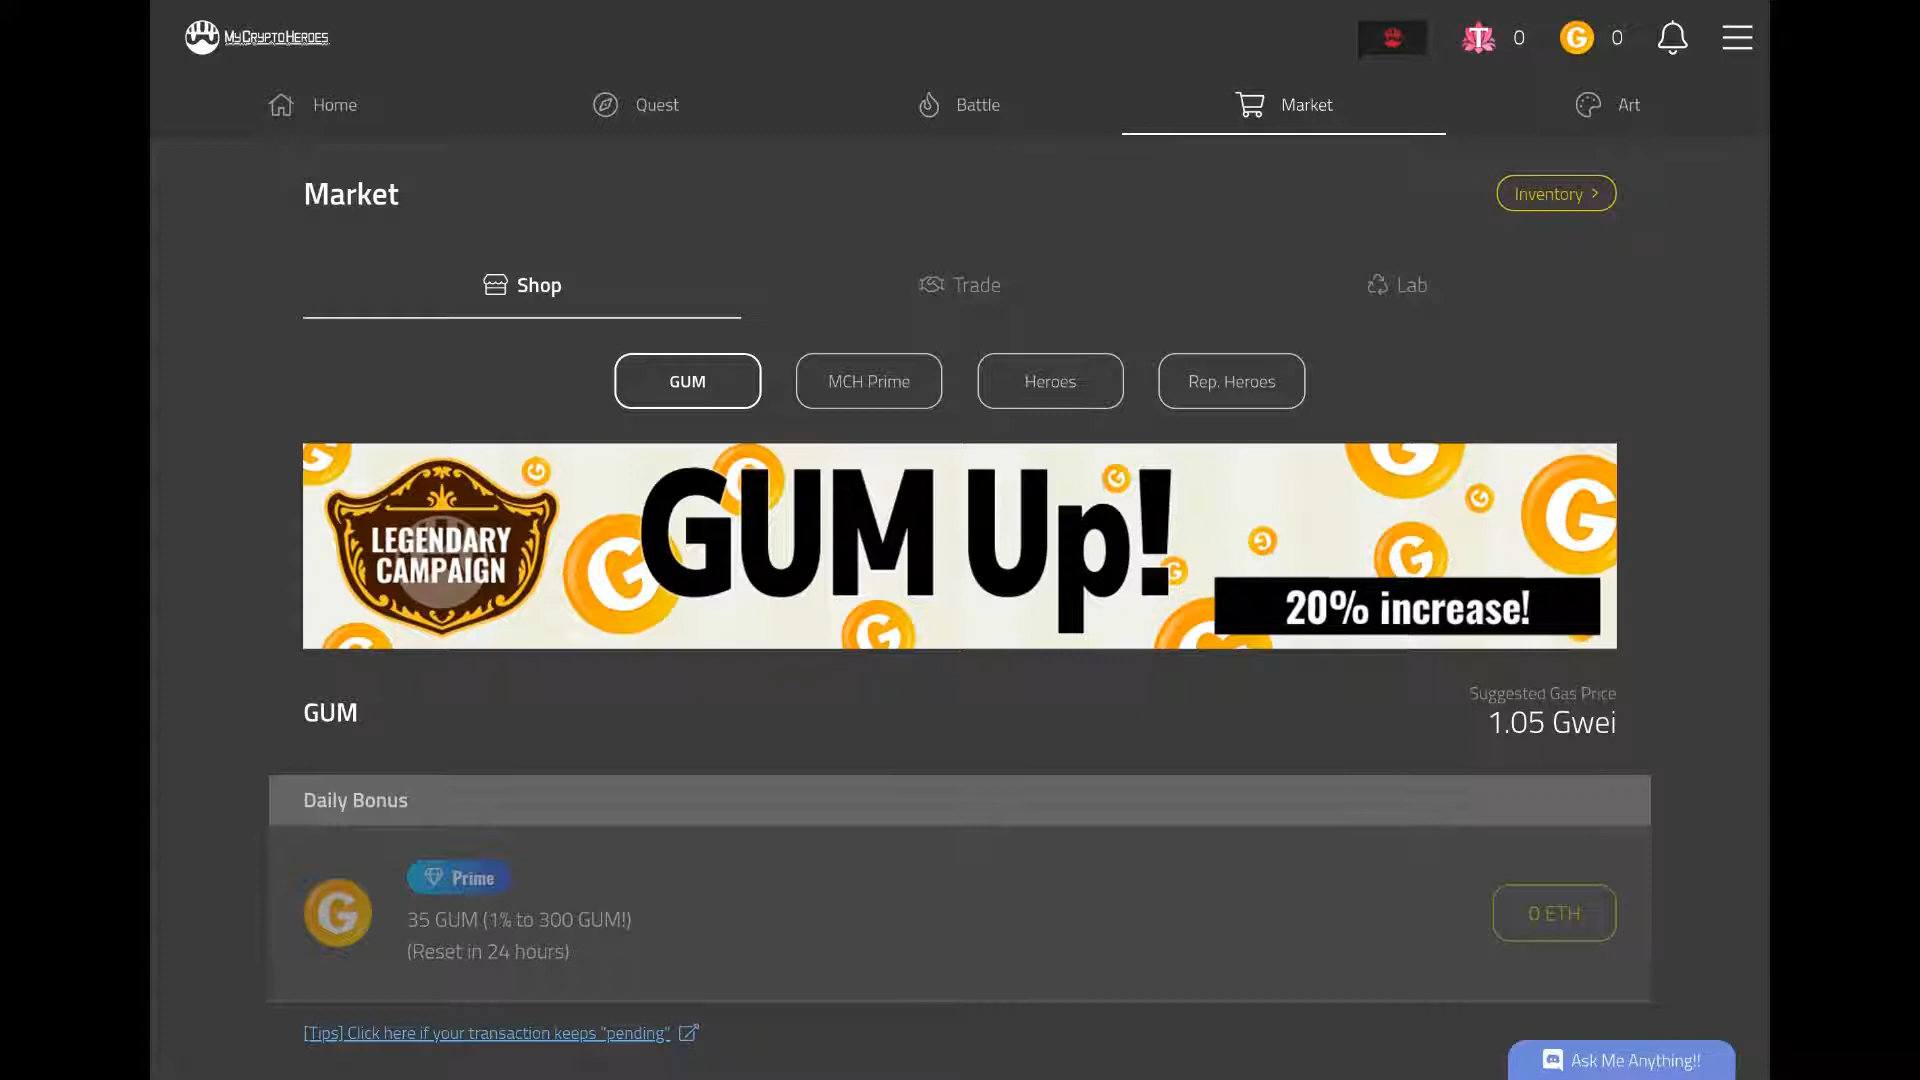 MyCryptoHeroes
0
0
Home
Quest
Battle
Market
Art
Market
Inventory >
Shop
Trade
Lab
GUM
MCH Prime
Heroes
Rep. Heroes
LEGENDARY
CAMPAIGN
GUM Up!
20% increase!
GUM
Suggested Gas Price
1.05 Gwei
Daily Bonus
Prime
35 GUM (1% to 300 GUM!)
(Reset in 24 hours)
0 ETH
[Tips] Click here if your transaction keeps "pending"
Ask Me Anything!!